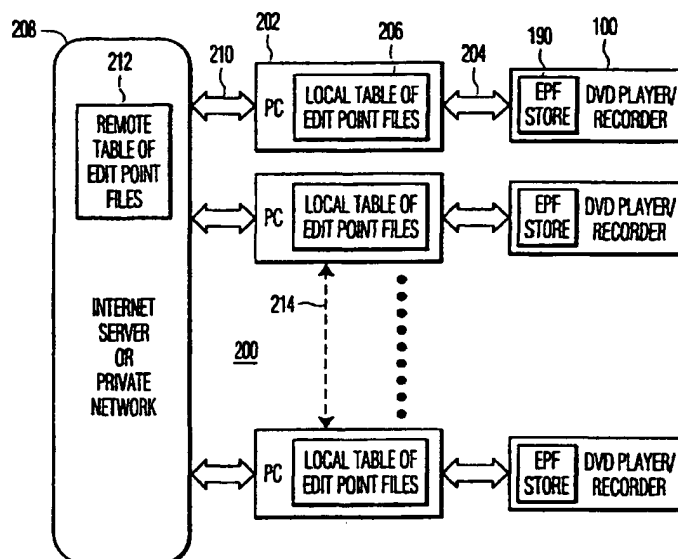 208
212
210
202
206
204
190
100
REMOTE
TABLE OF
EDIT POINT
FILES
PC
LOCAL TABLE OF
EDIT POINT FILES
EPF
STORE
DVD PLAYER/
RECORDER
PC
LOCAL TABLE OF
EDIT POINT FILES
EPF
STORE
DVD PLAYER/
RECORDER
INTERNET
SERVER
OR
PRIVATE
NETWORK
214
200
PC
LOCAL TABLE OF
EDIT POINT FILES
EPF
STORE
DVD PLAYER/
RECORDER